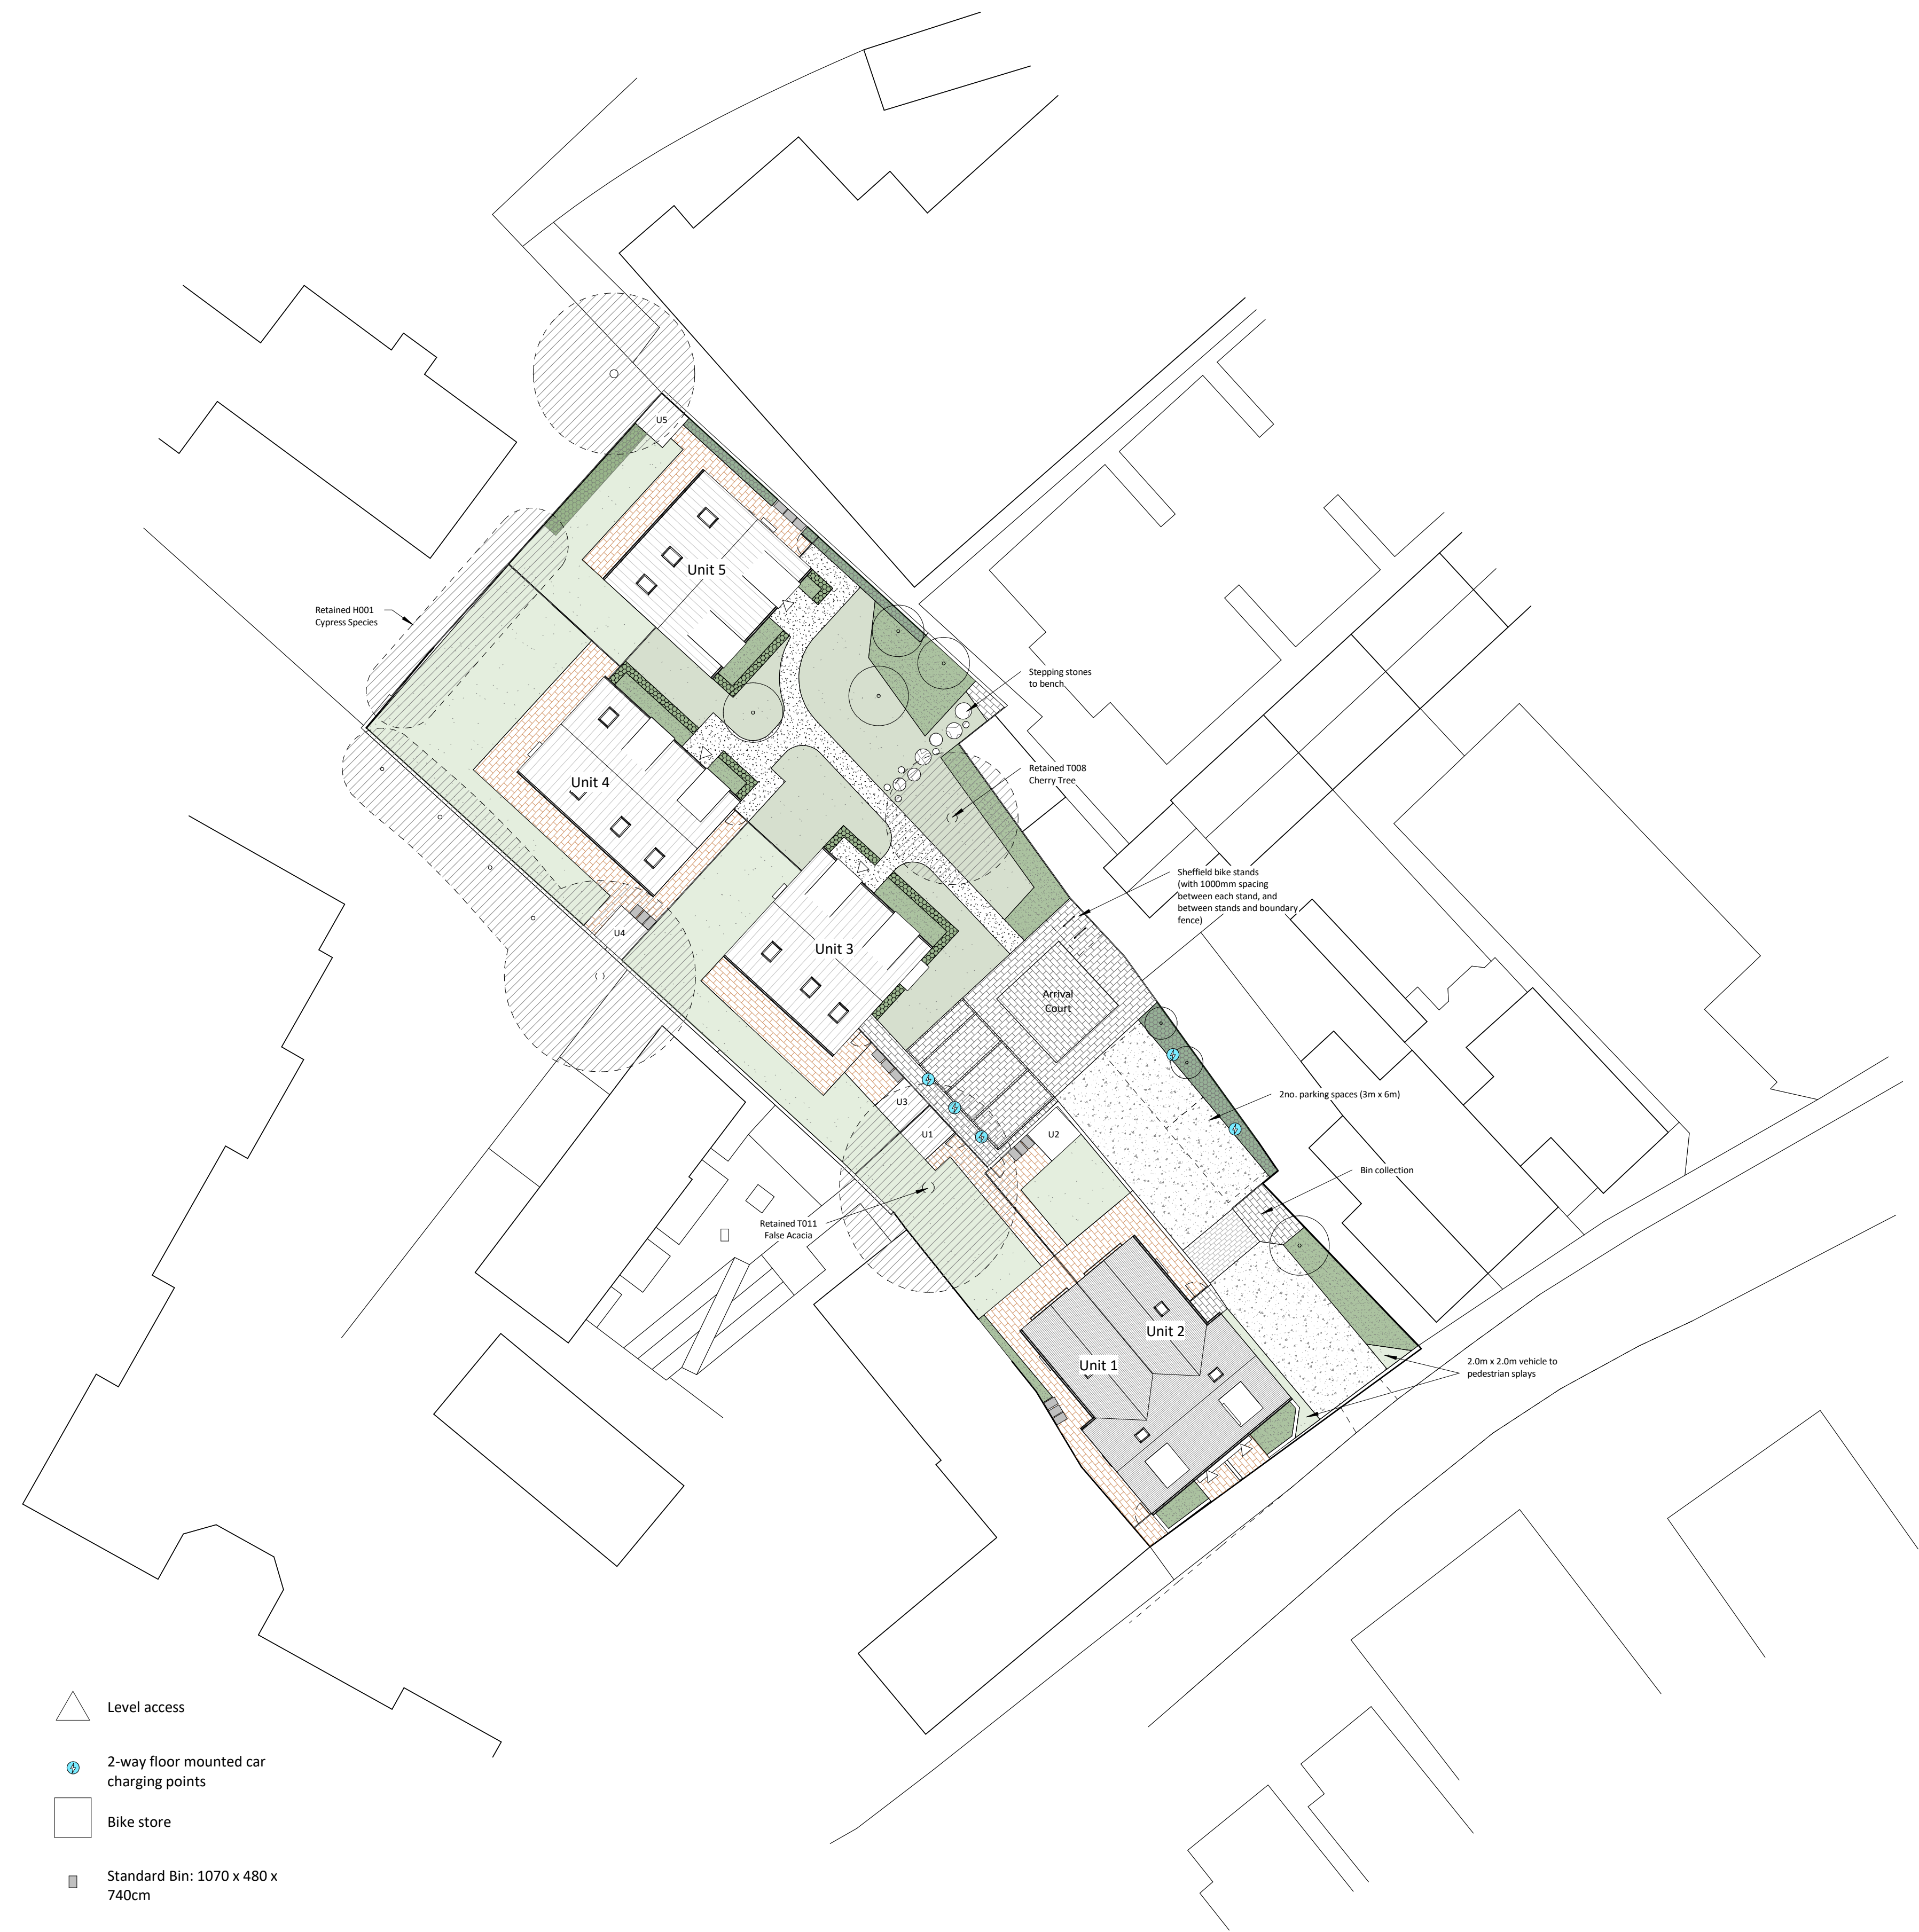 U5
Unit 5
Retained H001
Cypress Species
Stepping stones
to bench
Unit 4
Retained T008
Cherry Tree
Sheffield bike stands
(with 1000mm spacing
between each stand, and
between stands and boundary
fence)
U4
Unit 3
Arrival
Court
2no. parking spaces (3m x 6m)
U3
U1
U2
Bin collection
Retained T011
False Acacia
Unit 2
Unit 1
2.0m x 2.0m vehicle to
pedestrian splays
Level access
2-way floor mounted car
charging points
Bike store
Standard Bin: 1070 x 480 x
740cm